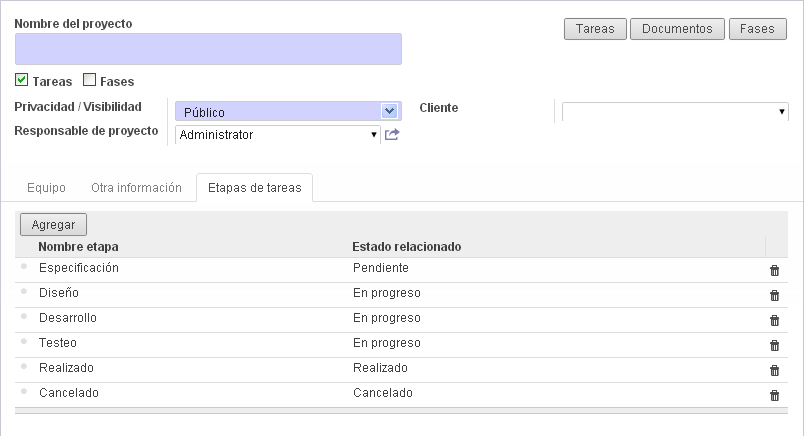 Nombre del proyecto
Tareas Documentos Fases
Tareas Fases
Privacidad / Visibilidad Público Cliente
Responsable de proyecto Administrator
Equipo Otra información Etapas de tareas
Agregar
Nombre etapa Estado relacionado
Especificación Pendiente
Diseño En progreso
Desarrollo En progreso
Testeo En progreso
Realizado Realizado
Cancelado Cancelado